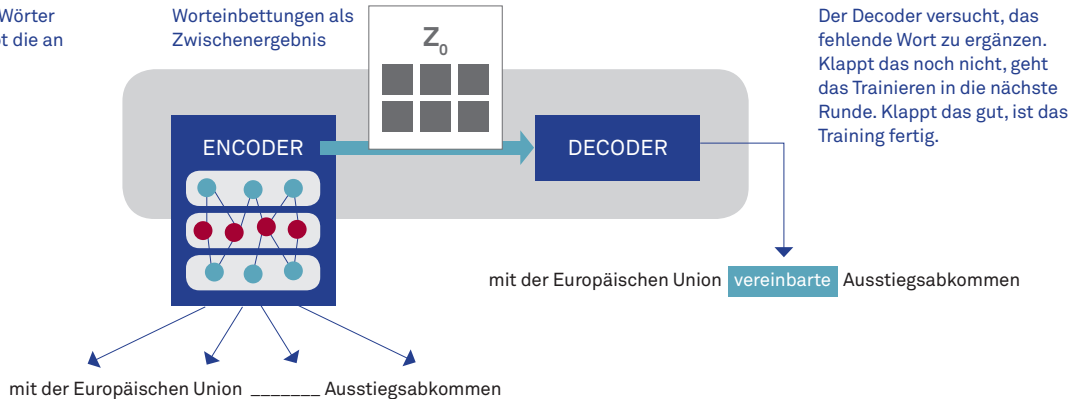 Wörter
t die an
Worteinbettungen als
Zwischenergebnis
Z0
Der Decoder versucht, das
fehlende Wort zu ergänzen.
Klappt das noch nicht, geht
das Trainieren in die nächste
Runde. Klappt das gut, ist das
Training fertig.
ENCODER
DECODER
mit der Europäischen Union vereinbarte Ausstiegsabkommen
mit der Europäischen Union _______ Ausstiegsabkommen